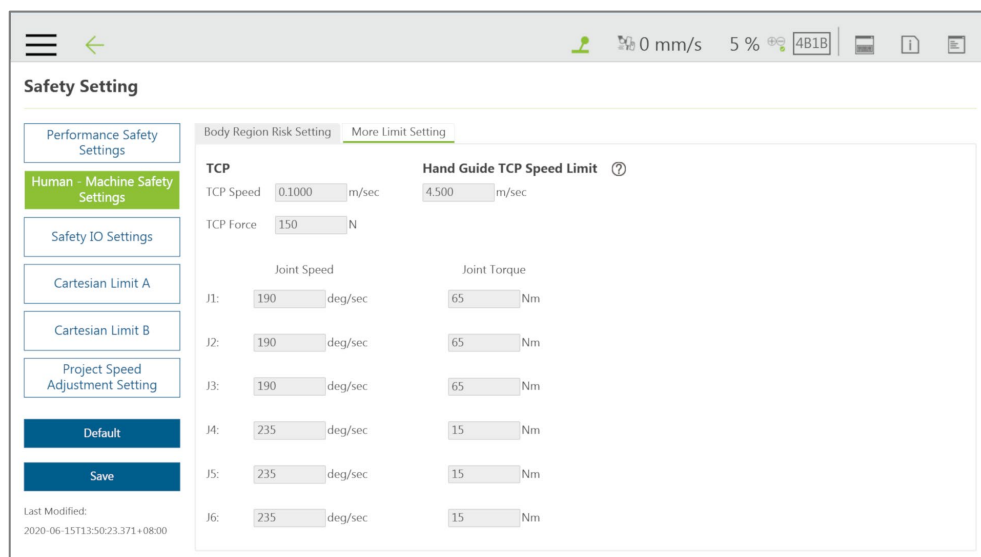 0 mm/s 5 % 4B1B
Safety Setting
Performance Safety
Settings
Human - Machine Safety
Settings
Safety IO Settings
Cartesian Limit A
Cartesian Limit B
Project Speed
Adjustment Setting
Default
Save
Last Modified:
2020-06-15T13:50:23.371+08:00
Body Region Risk Setting More Limit Setting
TCP Hand Guide TCP Speed Limit ?
TCP Speed 0.1000 m/sec 4.500 m/sec
TCP Force 150 N
Joint Speed Joint Torque
J1: 190 deg/sec 65 Nm
J2: 190 deg/sec 65 Nm
J3: 190 deg/sec 65 Nm
J4: 235 deg/sec 15 Nm
J5: 235 deg/sec 15 Nm
J6: 235 deg/sec 15 Nm